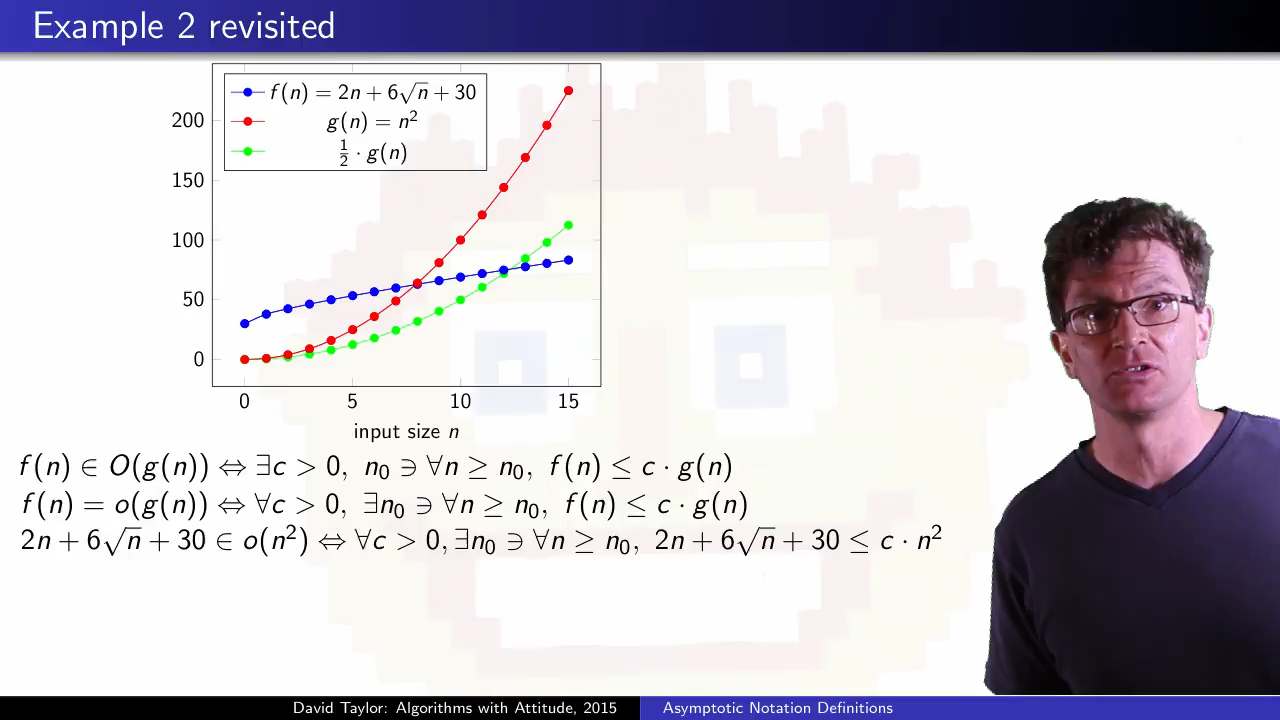 Example 2 revisited
f(n) = 2n + 6√n + 30
g(n) = n²
½ · g(n)
200
150
100
50
0
0 5 10 15
input size n
f(n) ∈ O(g(n)) ⇔ ∃c > 0, n₀ ∋ ∀n ≥ n₀, f(n) ≤ c · g(n)
f(n) = o(g(n)) ⇔ ∀c > 0, ∃n₀ ∋ ∀n ≥ n₀, f(n) ≤ c · g(n)
2n + 6√n + 30 ∈ o(n²) ⇔ ∀c > 0, ∃n₀ ∋ ∀n ≥ n₀, 2n + 6√n + 30 ≤ c · n²
David Taylor: Algorithms with Attitude, 2015 Asymptotic Notation Definitions